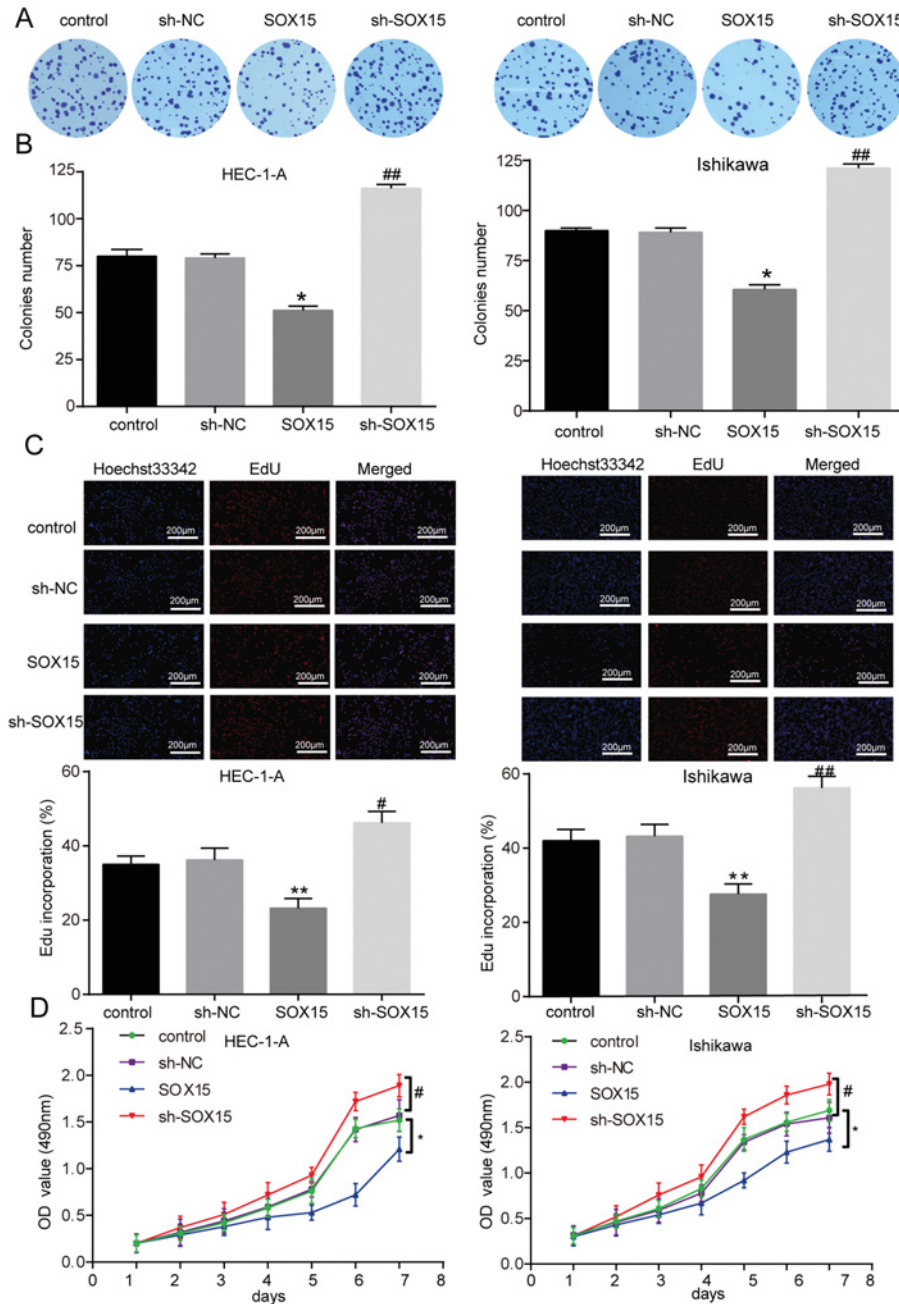 A control sh-NC SOX15 sh-SOX15 control sh-NC SOX15 sh-SOX15
B
HEC-1-A
##
*
Colonies number
125
100
75
50
25
0
control sh-NC SOX15 sh-SOX15
Ishikawa
##
*
Colonies number
125
100
75
50
25
0
control sh-NC SOX15 sh-SOX15
C
Hoechst33342 EdU Merged
control
200μm 200μm 200μm
sh-NC
200μm 200μm 200μm
SOX15
200μm 200μm 200μm
sh-SOX15
200μm 200μm 200μm
Hoechst33342 EdU Merged
200μm 200μm 200μm
200μm 200μm 200μm
200μm 200μm 200μm
200μm 200μm 200μm
HEC-1-A
#
**
Edu incorporation (%)
60
40
20
0
control sh-NC SOX15 sh-SOX15
Ishikawa
##
**
Edu incorporation (%)
60
40
20
0
control sh-NC SOX15 sh-SOX15
D
HEC-1-A
control
sh-NC
SOX15
sh-SOX15
#
*
OD value (490nm)
2.5
2.0
1.5
1.0
0.5
0.0
0 1 2 3 4 5 6 7 8
days
Ishikawa
control
sh-NC
SOX15
sh-SOX15
#
*
OD value (490nm)
2.5
2.0
1.5
1.0
0.5
0.0
0 1 2 3 4 5 6 7 8
days